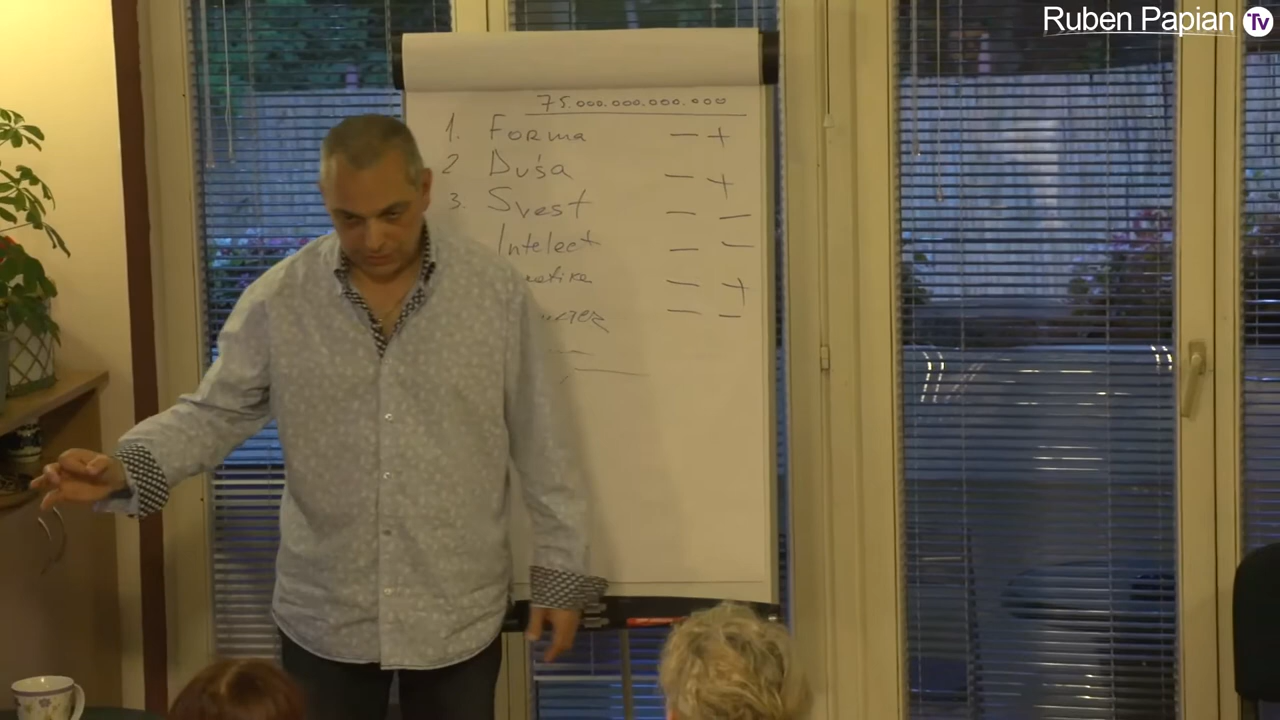 Ruben Papian Tv
75.000.000.000.000
1. Forma — +
2 Duša — +
3. Svest — —
Intelect — —
— +
— —